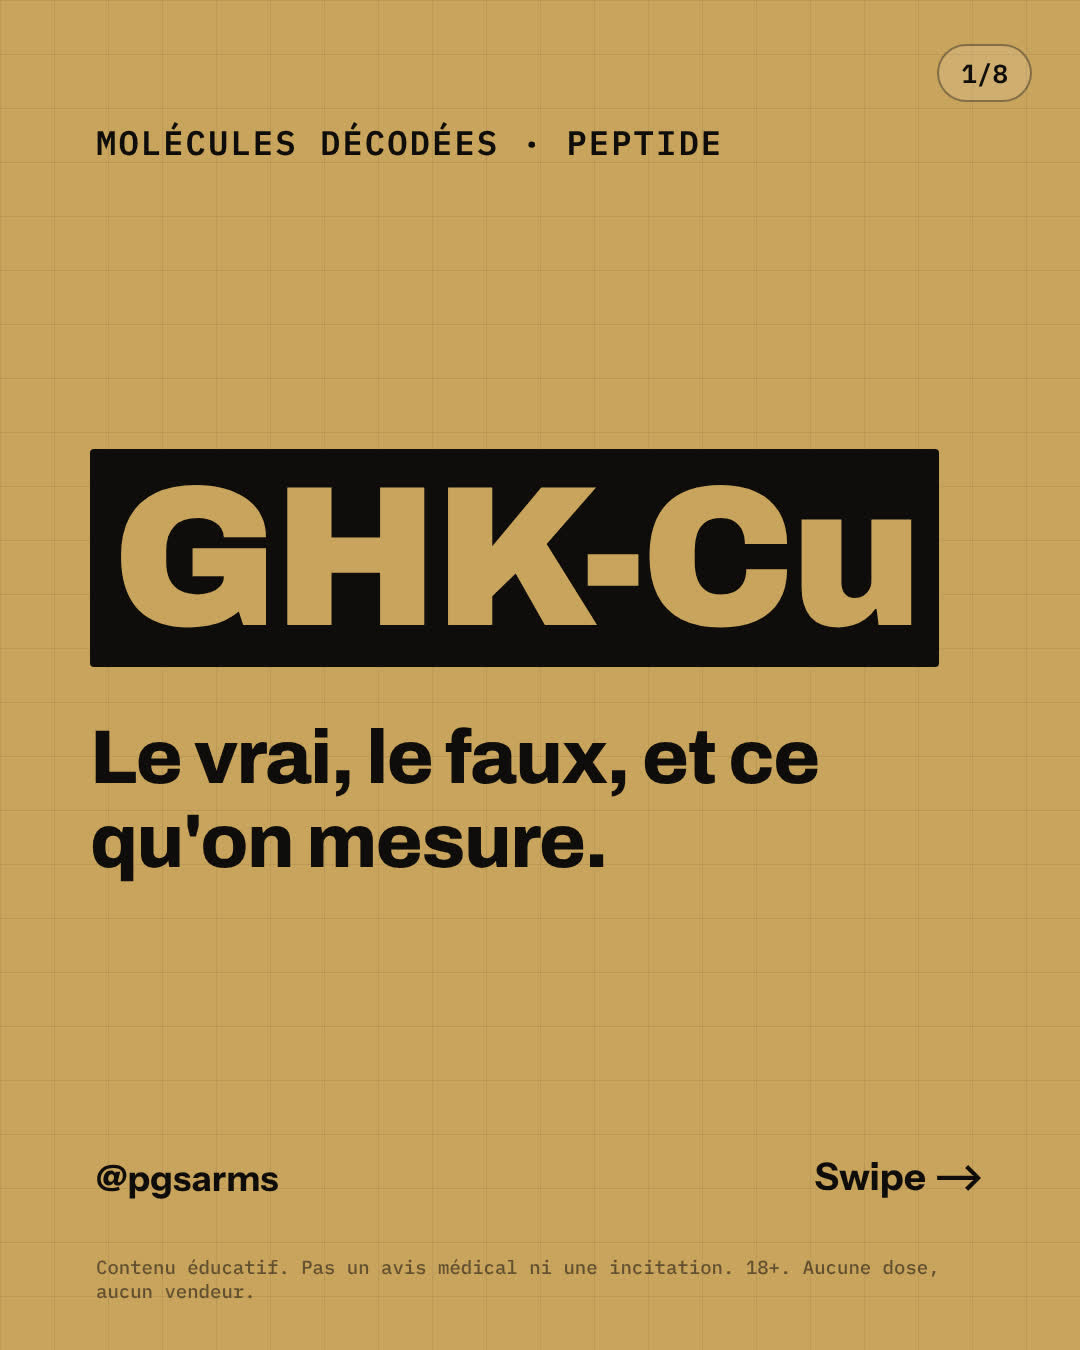 1/8
MOLÉCULES DÉCODÉES · PEPTIDE
GHK-Cu
Le vrai, le faux, et ce
qu'on mesure.
@pgsarms
Swipe →
Contenu éducatif. Pas un avis médical ni une incitation. 18+. Aucune dose,
aucun vendeur.